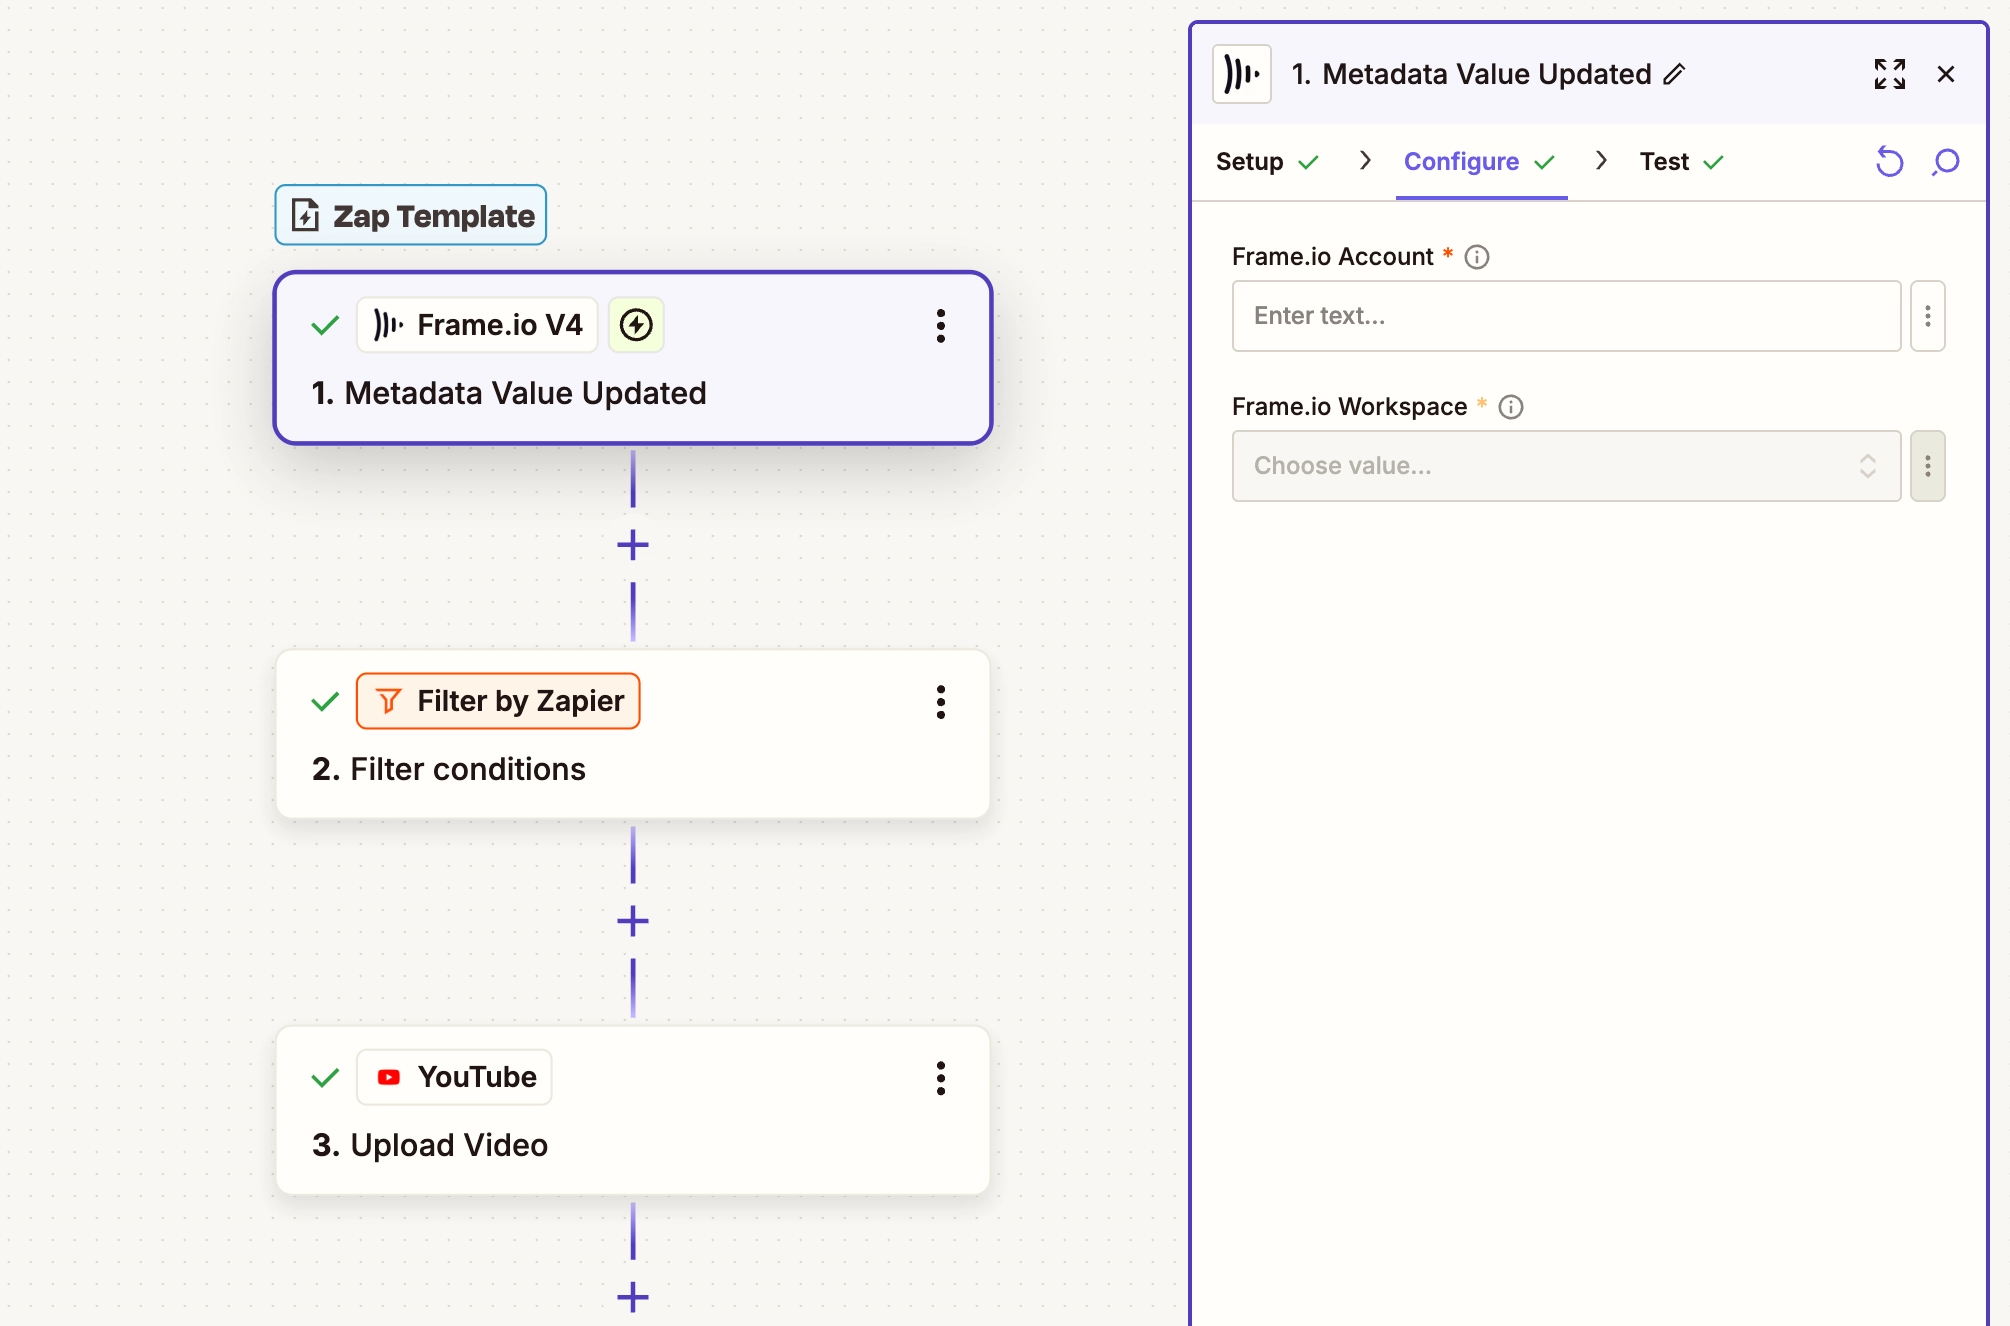 Zap Template
Frame.io V4
1. Metadata Value Updated
Filter by Zapier
2. Filter conditions
YouTube
3. Upload Video
1. Metadata Value Updated
Setup
Configure
Test
Frame.io Account *
Enter text...
Frame.io Workspace *
Choose value...